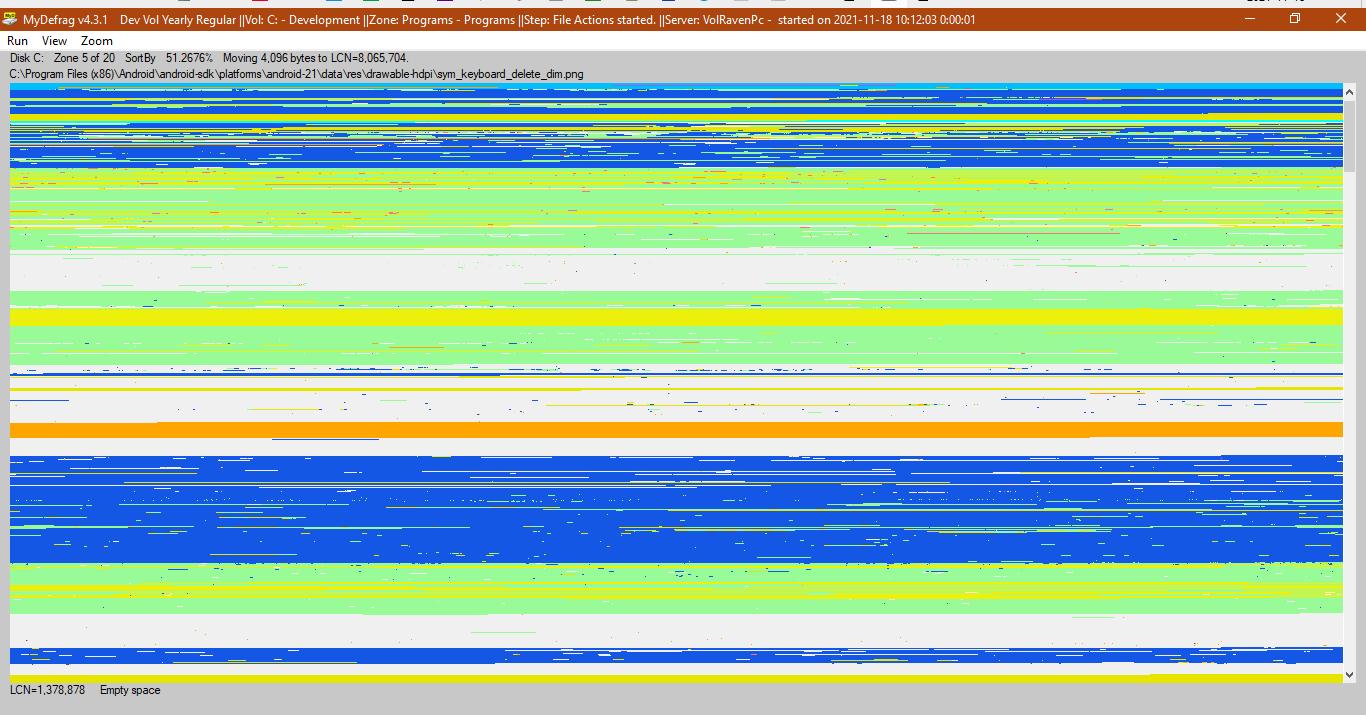 MyDefrag v4.3.1 Dev Vol Yearly Regular ||Vol: C: - Development ||Zone: Programs - Programs ||Step: File Actions started. ||Server: VolRavenPc - started on 2021-11-18 10:12:03 0:00:01
Run View Zoom
Disk C: Zone 5 of 20 SortBy 51.2676% Moving 4,096 bytes to LCN=8,065,704.
C:\Program Files (x86)\Android\android-sdk\platforms\android-21\data\res\drawable-hdpi\sym_keyboard_delete_dim.png
LCN=1,378,878 Empty space